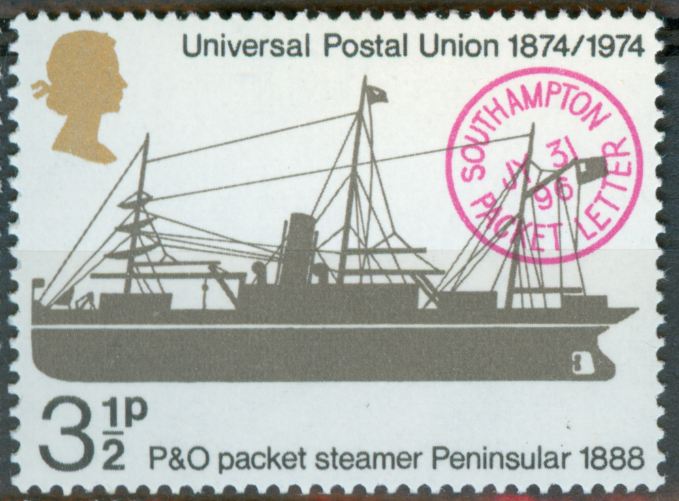 Universal Postal Union 1874/1974
SOUTHAMPTON
JY 31
96
PACKET LETTER
3½p
P&O packet steamer Peninsular 1888